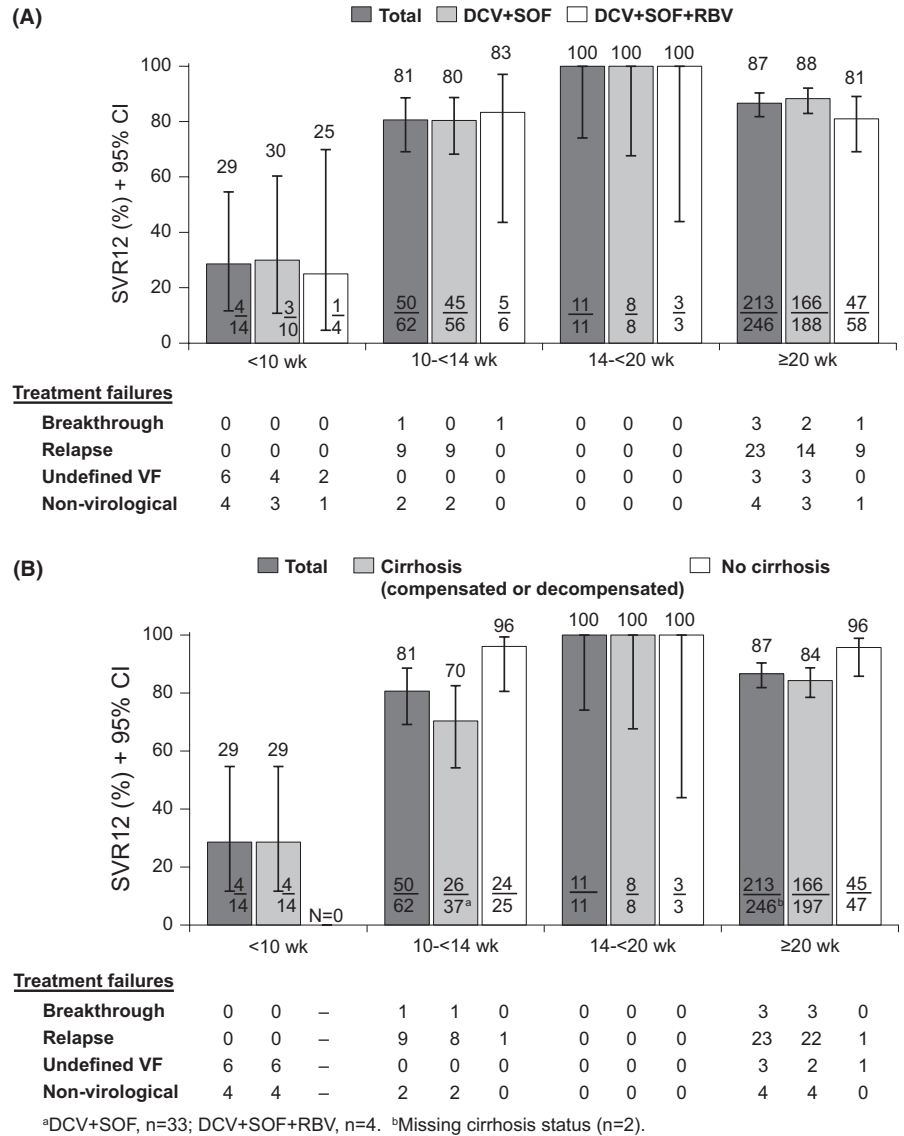 (A)
Total DCV+SOF DCV+SOF+RBV
SVR12 (%) + 95% CI
100
80
60
40
20
0
29 30 25
81 80 83
100 100 100
87 88 81
4/14 3/10 1/4
50/62 45/56 5/6
11/11 8/8 3/3
213/246 166/188 47/58
<10 wk 10-<14 wk 14-<20 wk ≥20 wk
Treatment failures
Breakthrough 0 0 0 1 0 1 0 0 0 3 2 1
Relapse 0 0 0 9 9 0 0 0 0 23 14 9
Undefined VF 6 4 2 0 0 0 0 0 0 3 3 0
Non-virological 4 3 1 2 2 0 0 0 0 4 3 1
(B)
Total Cirrhosis No cirrhosis
(compensated or decompensated)
SVR12 (%) + 95% CI
100
80
60
40
20
0
29 29
81 70 96
100 100 100
87 84 96
4/14 4/14 N=0
50/62 26/37ᵃ 24/25
11/11 8/8 3/3
213/246ᵇ 166/197 45/47
<10 wk 10-<14 wk 14-<20 wk ≥20 wk
Treatment failures
Breakthrough 0 0 – 1 1 0 0 0 0 3 3 0
Relapse 0 0 – 9 8 1 0 0 0 23 22 1
Undefined VF 6 6 – 0 0 0 0 0 0 3 2 1
Non-virological 4 4 – 2 2 0 0 0 0 4 4 0
ᵃDCV+SOF, n=33; DCV+SOF+RBV, n=4. ᵇMissing cirrhosis status (n=2).